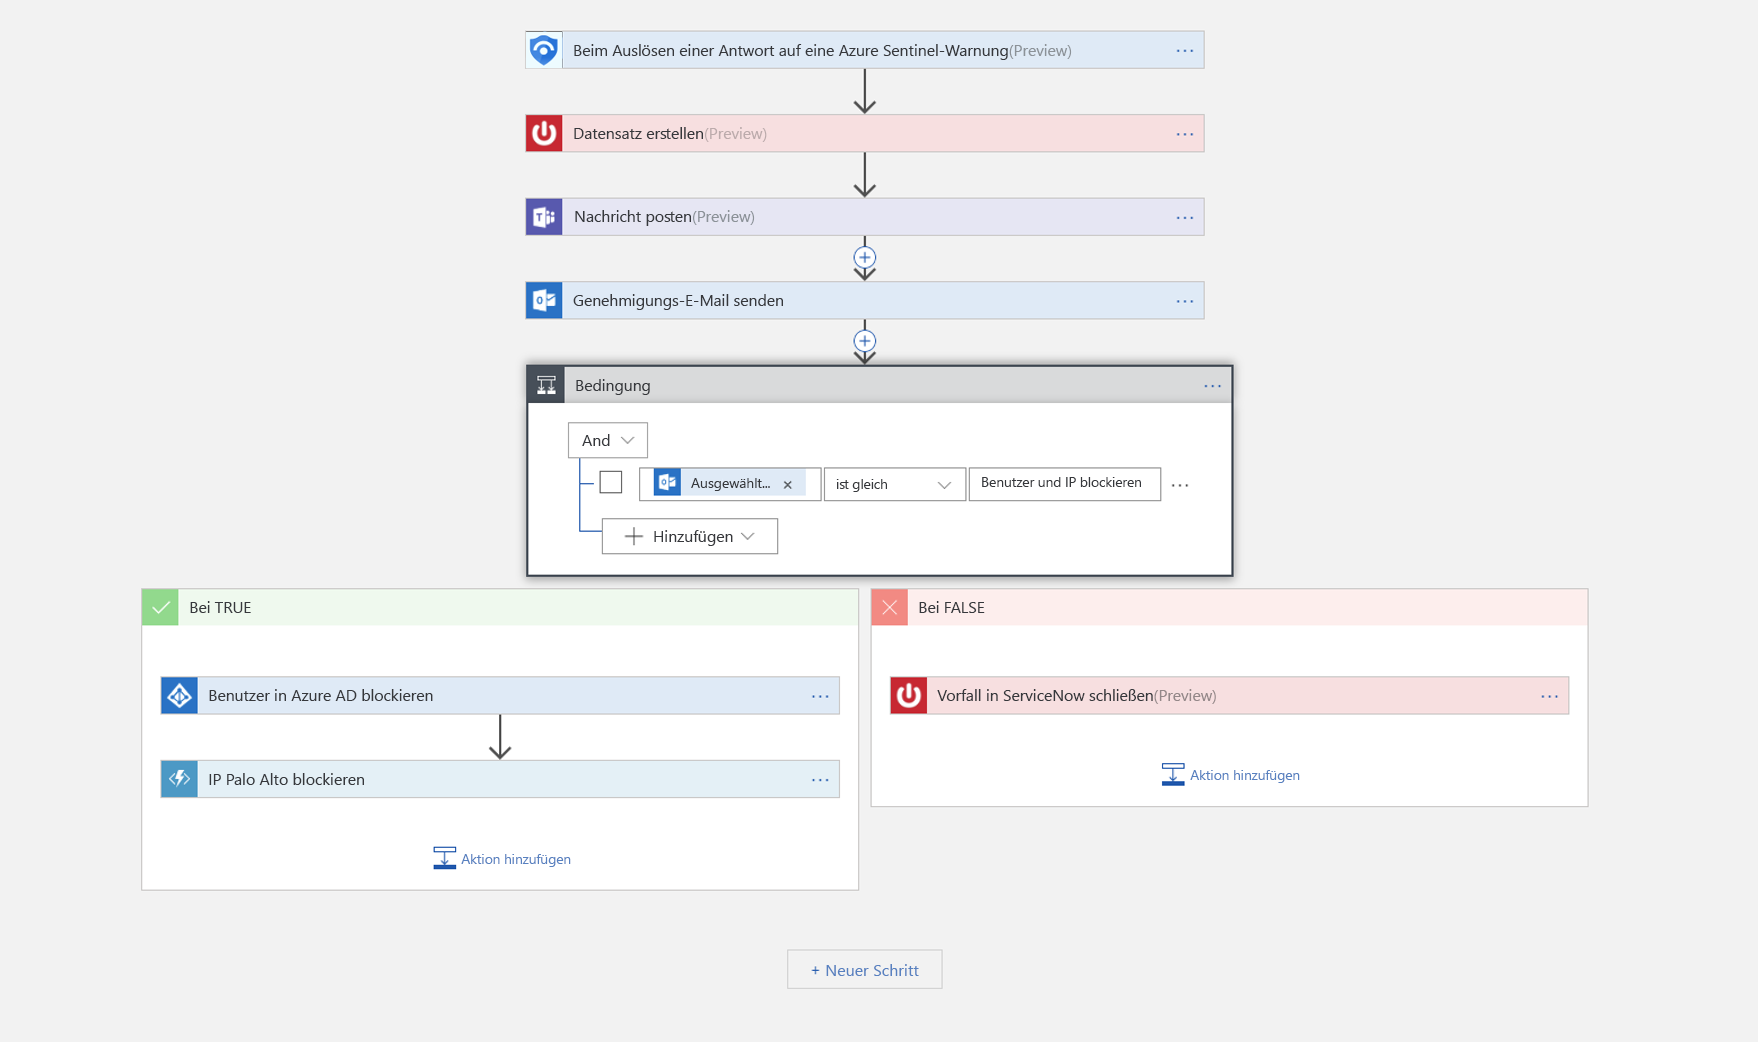 Beim Auslösen einer Antwort auf eine Azure Sentinel-Warnung(Preview)
Datensatz erstellen(Preview)
Nachricht posten(Preview)
Genehmigungs-E-Mail senden
Bedingung
And
Ausgewählt... × ist gleich Benutzer und IP blockieren
Hinzufügen
Bei TRUE
Benutzer in Azure AD blockieren
IP Palo Alto blockieren
Aktion hinzufügen
Bei FALSE
Vorfall in ServiceNow schließen(Preview)
Aktion hinzufügen
+ Neuer Schritt